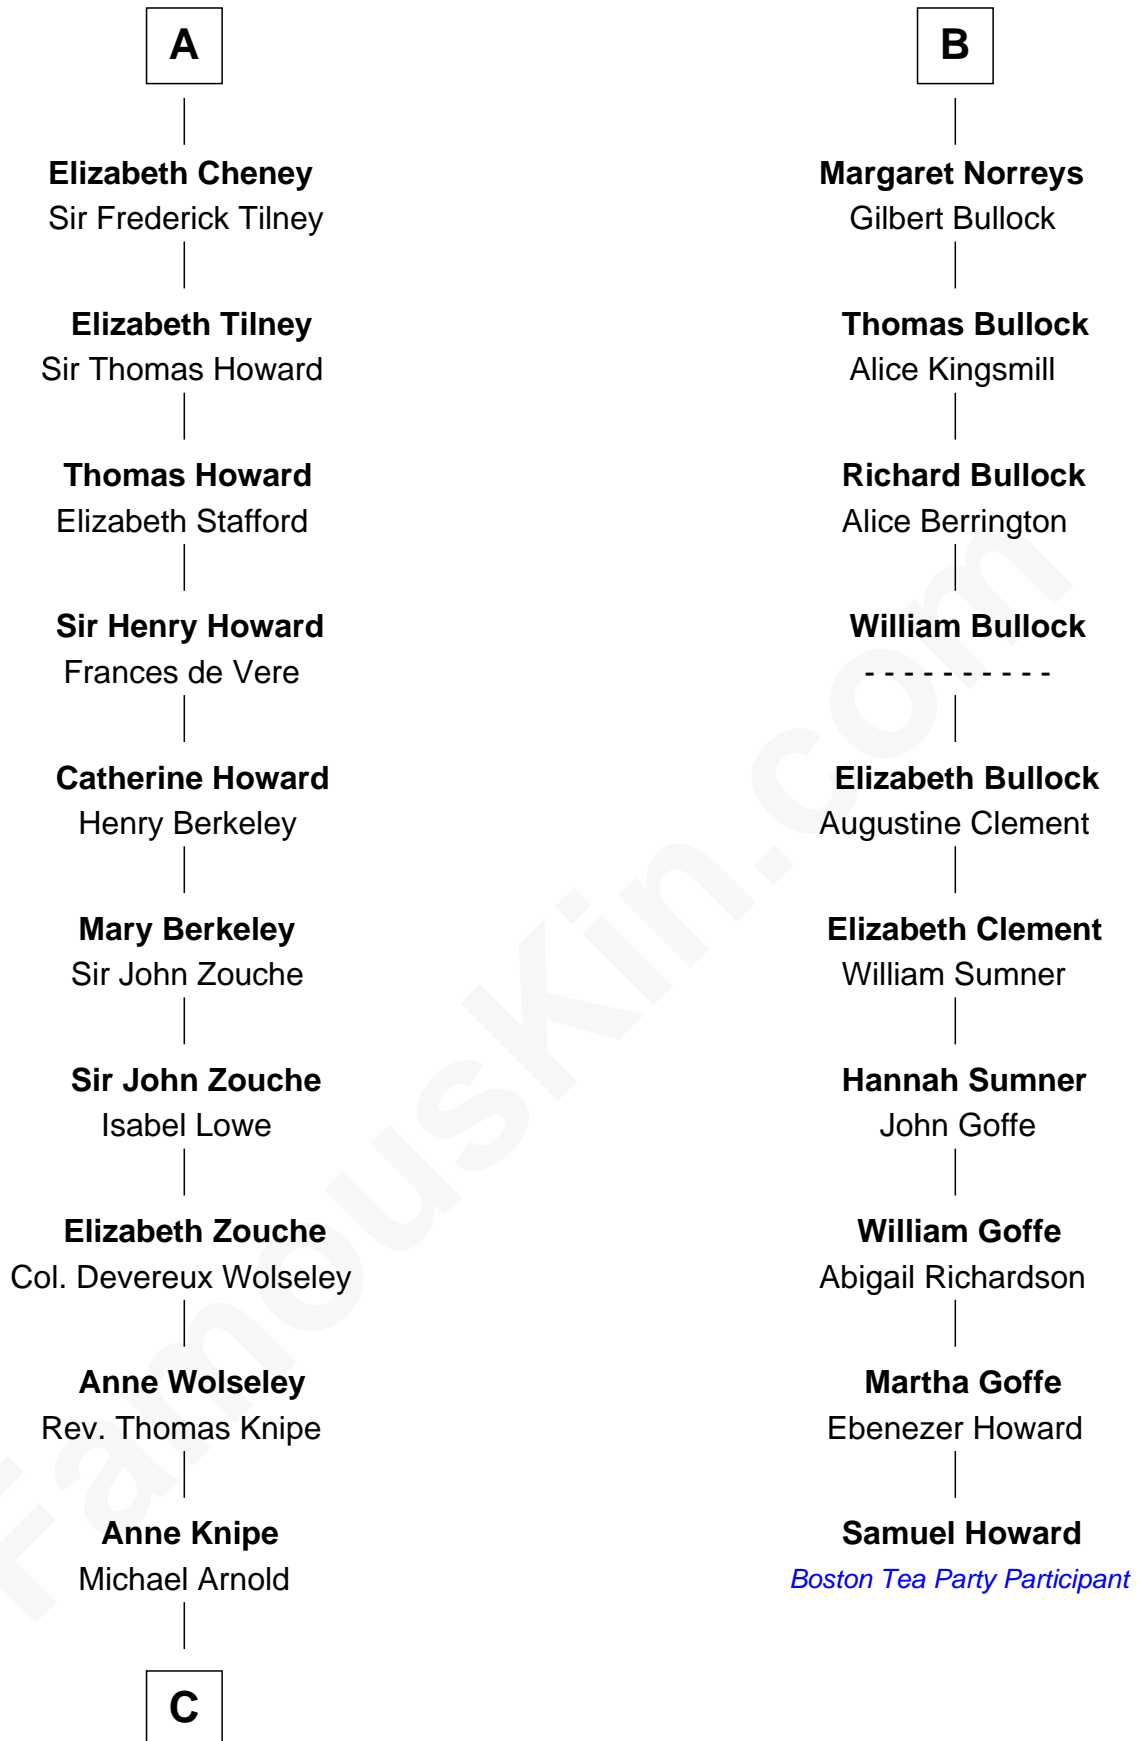 A
Elizabeth Cheney
Sir Frederick Tilney
Elizabeth Tilney
Sir Thomas Howard
Thomas Howard
Elizabeth Stafford
Sir Henry Howard
Frances de Vere
Catherine Howard
Henry Berkeley
Mary Berkeley
Sir John Zouche
Sir John Zouche
Isabel Lowe
Elizabeth Zouche
Col. Devereux Wolseley
Anne Wolseley
Rev. Thomas Knipe
Anne Knipe
Michael Arnold
C
B
Margaret Norreys
Gilbert Bullock
Thomas Bullock
Alice Kingsmill
Richard Bullock
Alice Berrington
William Bullock
- - - - - - - - - -
Elizabeth Bullock
Augustine Clement
Elizabeth Clement
William Sumner
Hannah Sumner
John Goffe
William Goffe
Abigail Richardson
Martha Goffe
Ebenezer Howard
Samuel Howard
Boston Tea Party Participant
FamousKin.com